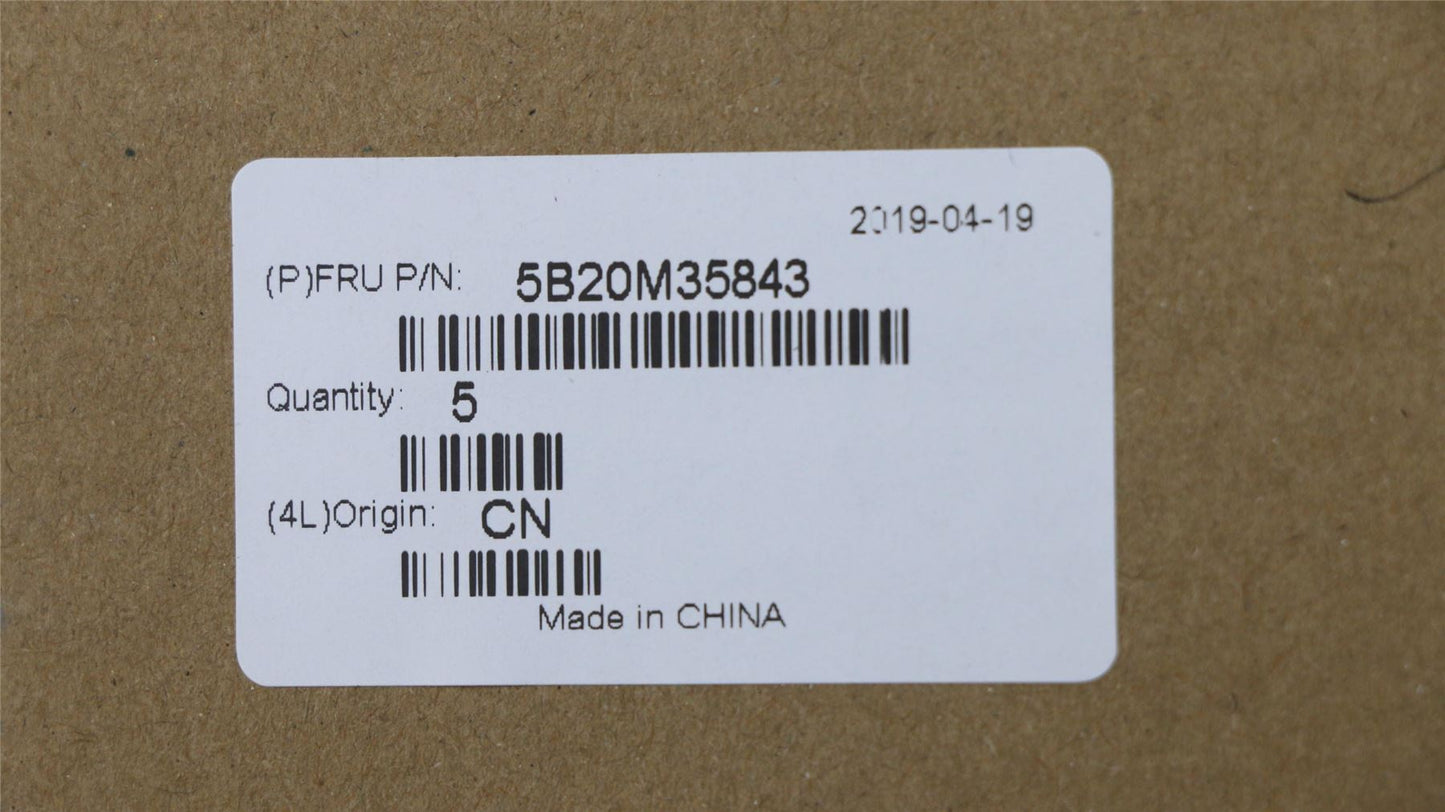 2019-04-19
(P)FRU P/N: 5B20M35843
Quantity: 5
(4L)Origin: CN
Made in CHINA